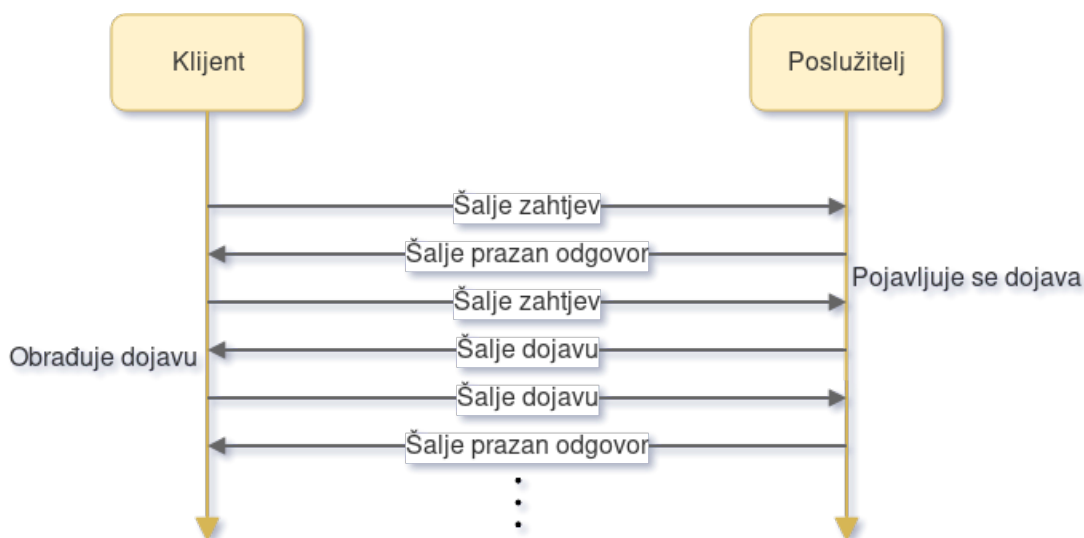 Klijent
Poslužitelj
Šalje zahtjev
Šalje prazan odgovor
Pojavljuje se dojava
Šalje zahtjev
Obrađuje dojavu
Šalje dojavu
Šalje dojavu
Šalje prazan odgovor